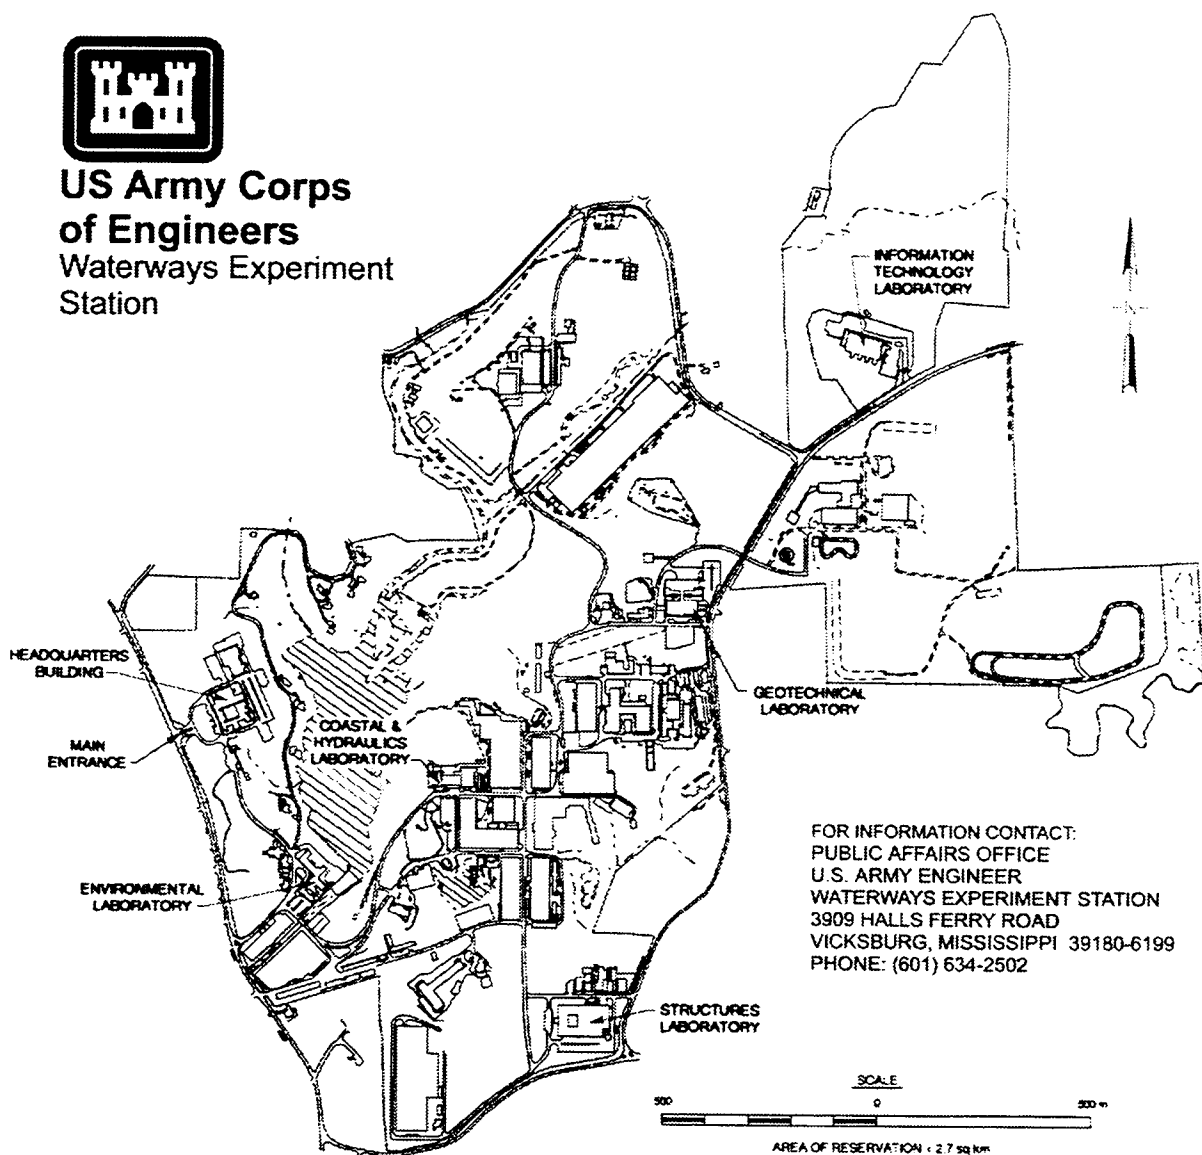 US Army Corps
of Engineers
Waterways Experiment
Station
INFORMATION
TECHNOLOGY
LABORATORY
HEADQUARTERS
BUILDING
MAIN
ENTRANCE
COASTAL &
HYDRAULICS
LABORATORY
GEOTECHNICAL
LABORATORY
ENVIRONMENTAL
LABORATORY
STRUCTURES
LABORATORY
FOR INFORMATION CONTACT:
PUBLIC AFFAIRS OFFICE
U.S. ARMY ENGINEER
WATERWAYS EXPERIMENT STATION
3909 HALLS FERRY ROAD
VICKSBURG, MISSISSIPPI 39180-6199
PHONE: (601) 634-2502
SCALE
500 0 500 m
AREA OF RESERVATION 2.7 sq km